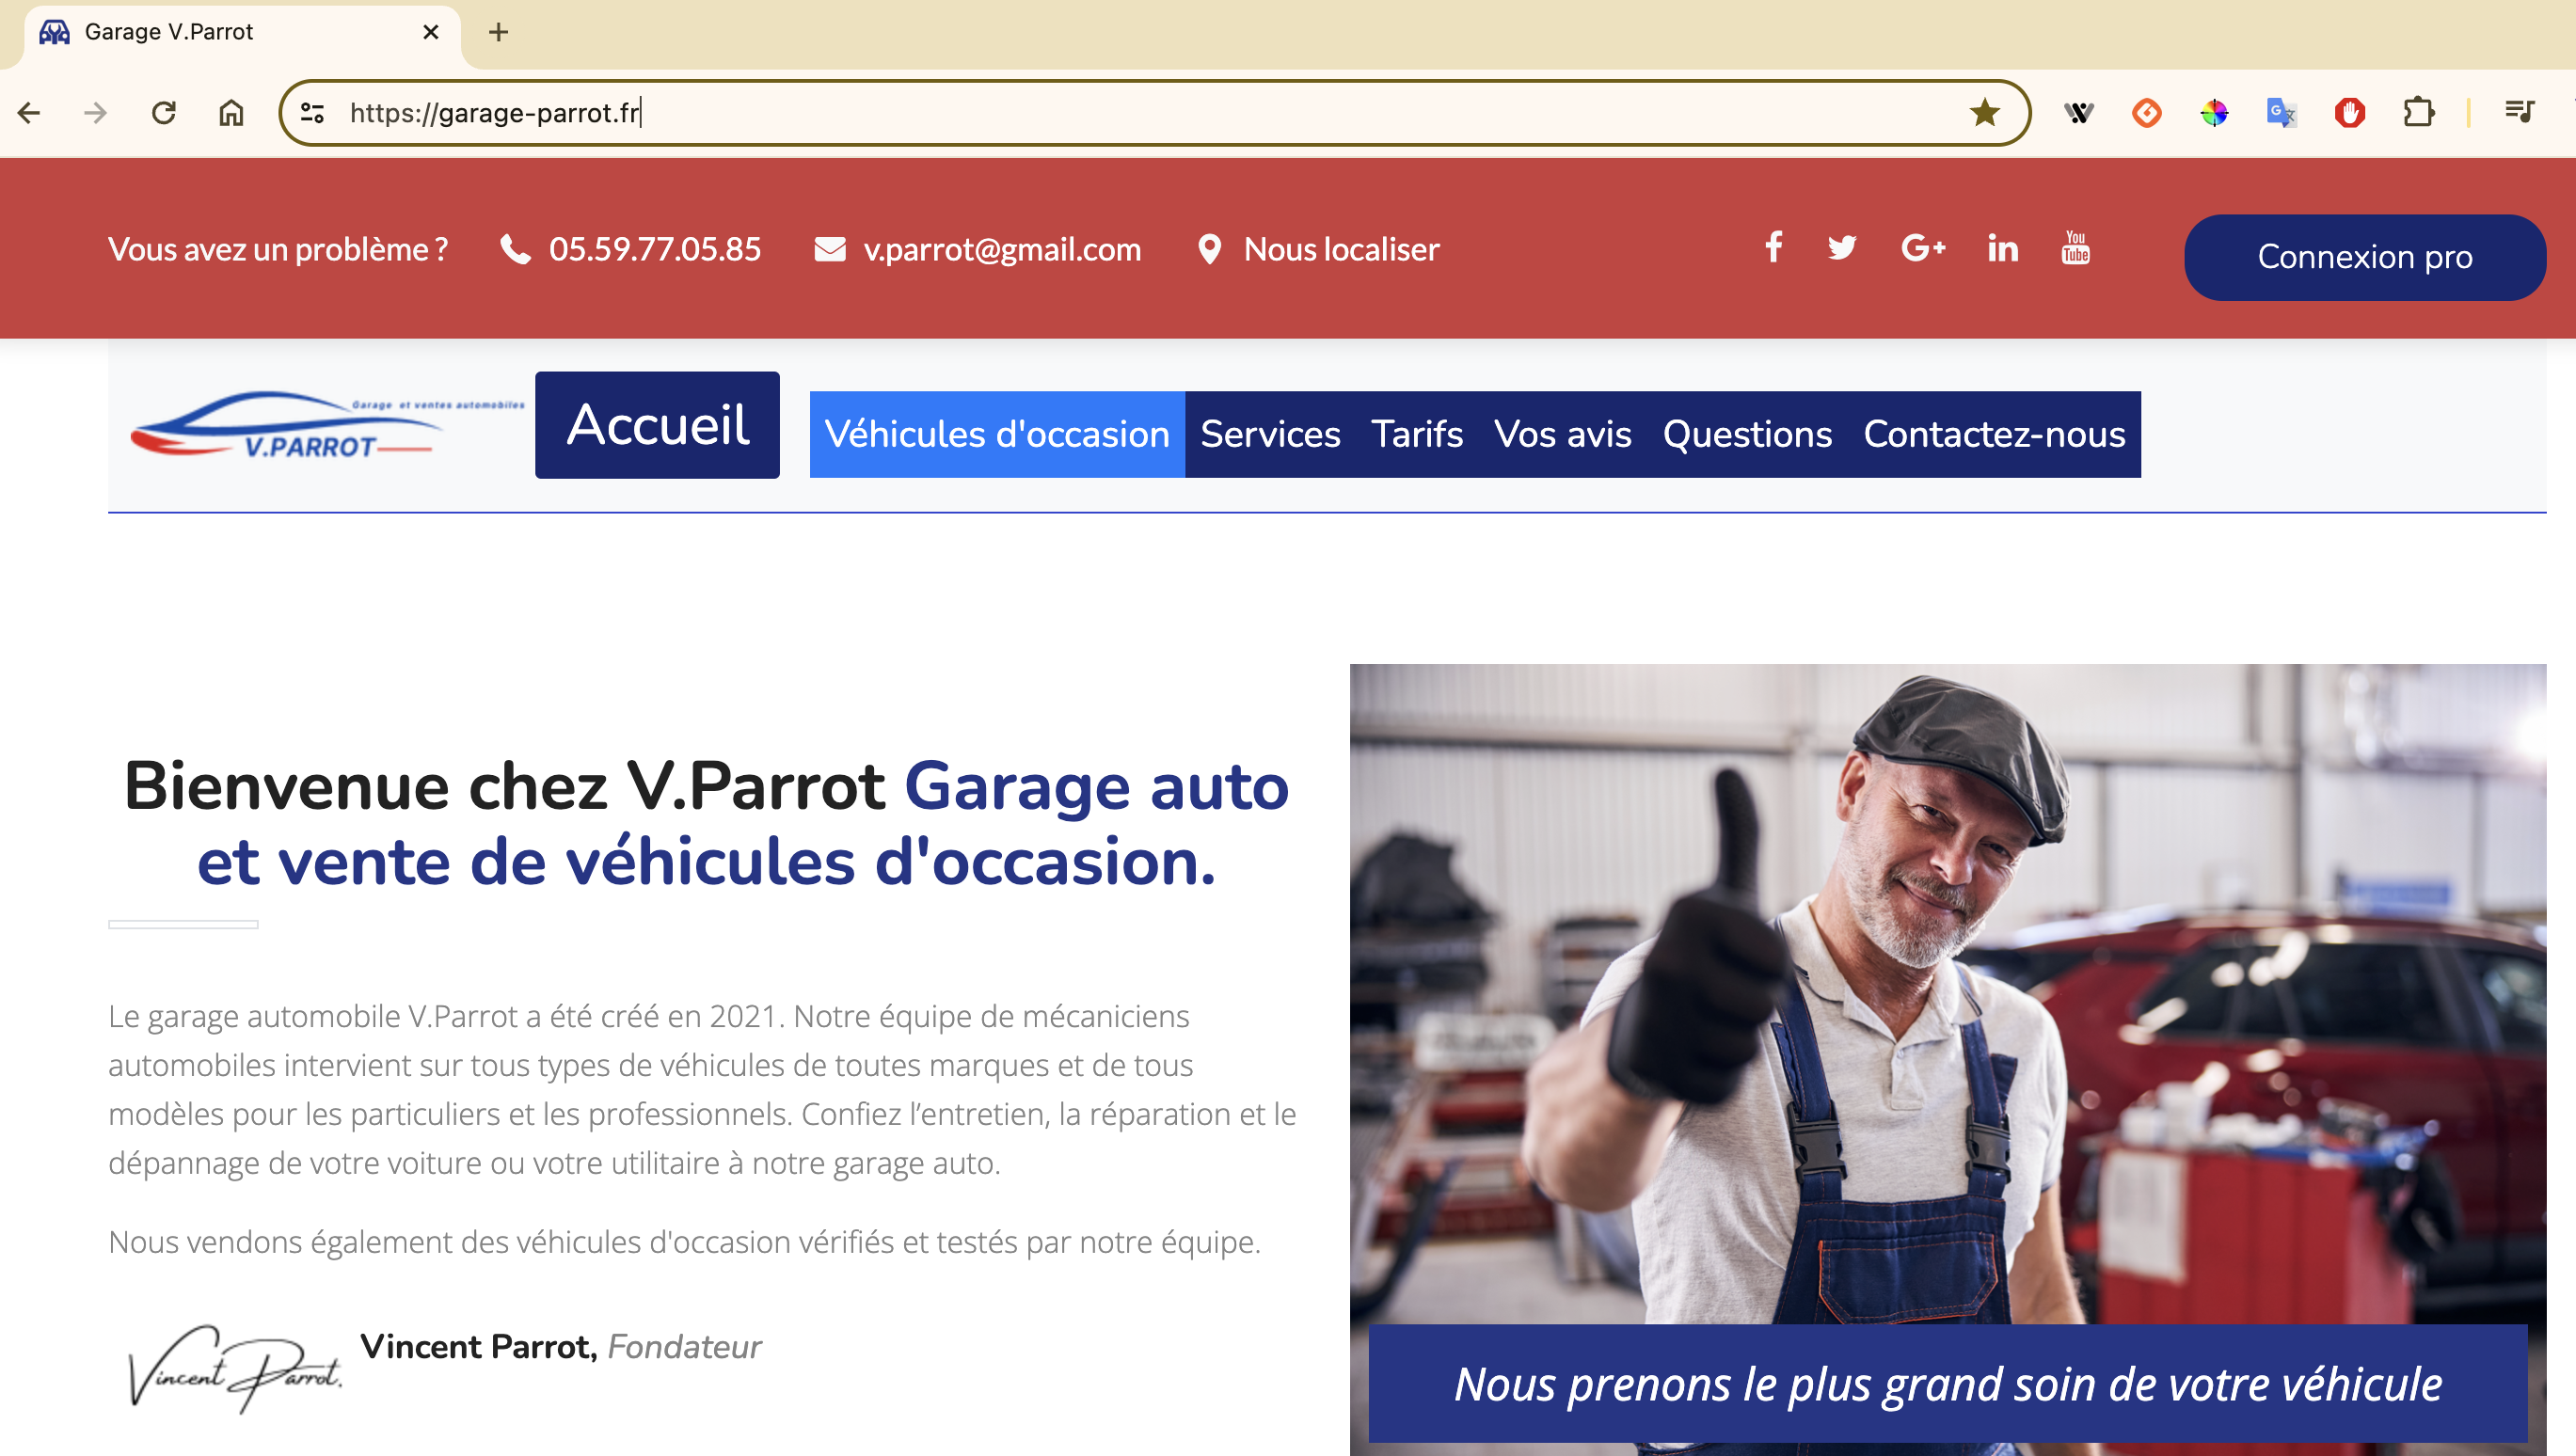 Garage V.Parrot
https://garage-parrot.fr
Vous avez un problème ? 05.59.77.05.85 v.parrot@gmail.com Nous localiser
You Tube
Connexion pro
Garage et ventes automobiles
V.PARROT
Accueil
Véhicules d'occasion Services Tarifs Vos avis Questions Contactez-nous
Bienvenue chez V.Parrot Garage auto
et vente de véhicules d'occasion.
Le garage automobile V.Parrot a été créé en 2021. Notre équipe de mécaniciens
automobiles intervient sur tous types de véhicules de toutes marques et de tous
modèles pour les particuliers et les professionnels. Confiez l’entretien, la réparation et le
dépannage de votre voiture ou votre utilitaire à notre garage auto.
Nous vendons également des véhicules d'occasion vérifiés et testés par notre équipe.
Vincent Parrot.
Vincent Parrot, Fondateur
Nous prenons le plus grand soin de votre véhicule